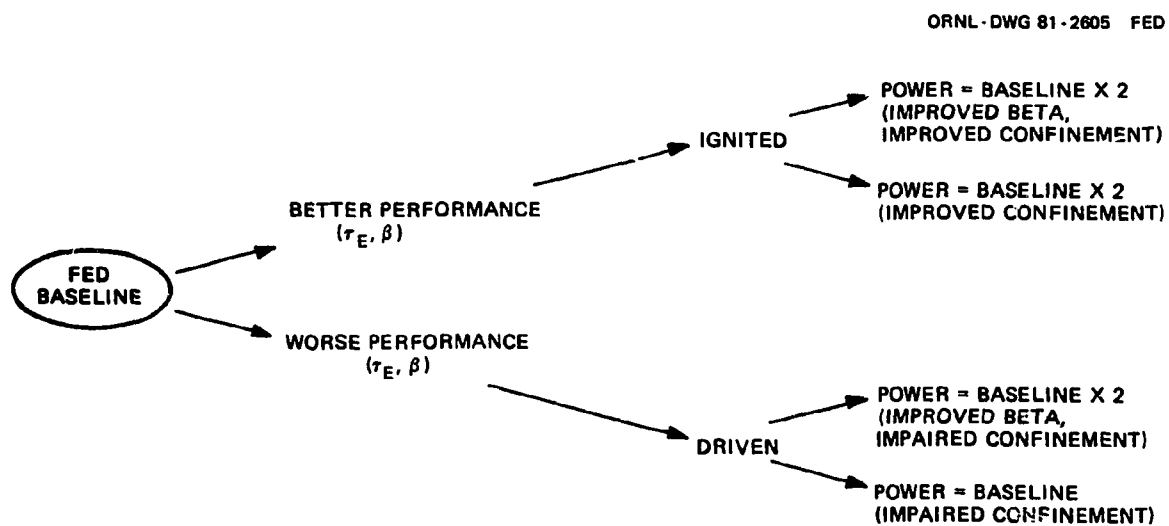 ORNL-DWG 81-2605 FED
POWER = BASELINE X 2
(IMPROVED BETA,
IMPROVED CONFINEMENT)
IGNITED
POWER = BASELINE X 2
(IMPROVED CONFINEMENT)
BETTER PERFORMANCE
(τE, β)
FED
BASELINE
WORSE PERFORMANCE
(τE, β)
POWER = BASELINE X 2
(IMPROVED BETA,
IMPAIRED CONFINEMENT)
DRIVEN
POWER = BASELINE
(IMPAIRED CONFINEMENT)